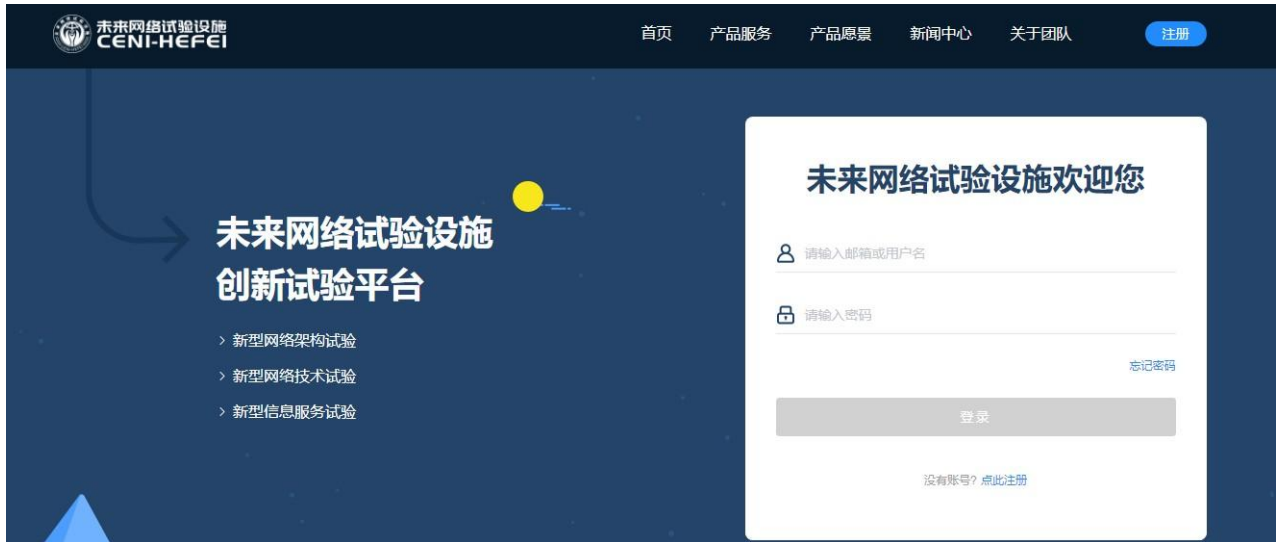 未来网络试验设施
CENI-HEFEI
首页 产品服务 产品愿景 新闻中心 关于团队 注册
未来网络试验设施
创新试验平台
> 新型网络架构试验
> 新型网络技术试验
> 新型信息服务试验
未来网络试验设施欢迎您
请输入邮箱或用户名
请输入密码
忘记密码
登录
没有账号? 点此注册